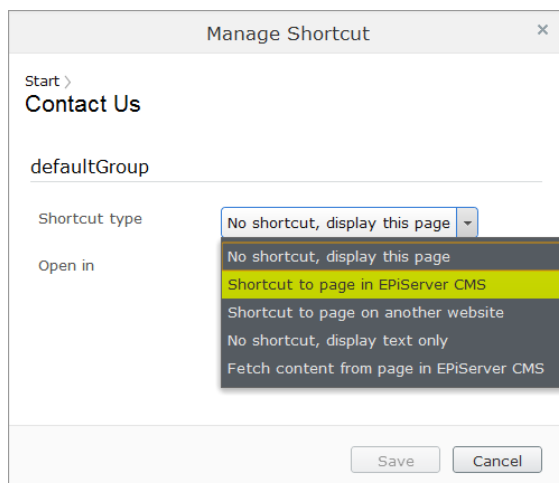 Manage Shortcut ×
Start >
Contact Us
defaultGroup
Shortcut type No shortcut, display this page
Open in
No shortcut, display this page
Shortcut to page in EPiServer CMS
Shortcut to page on another website
No shortcut, display text only
Fetch content from page in EPiServer CMS
Save Cancel